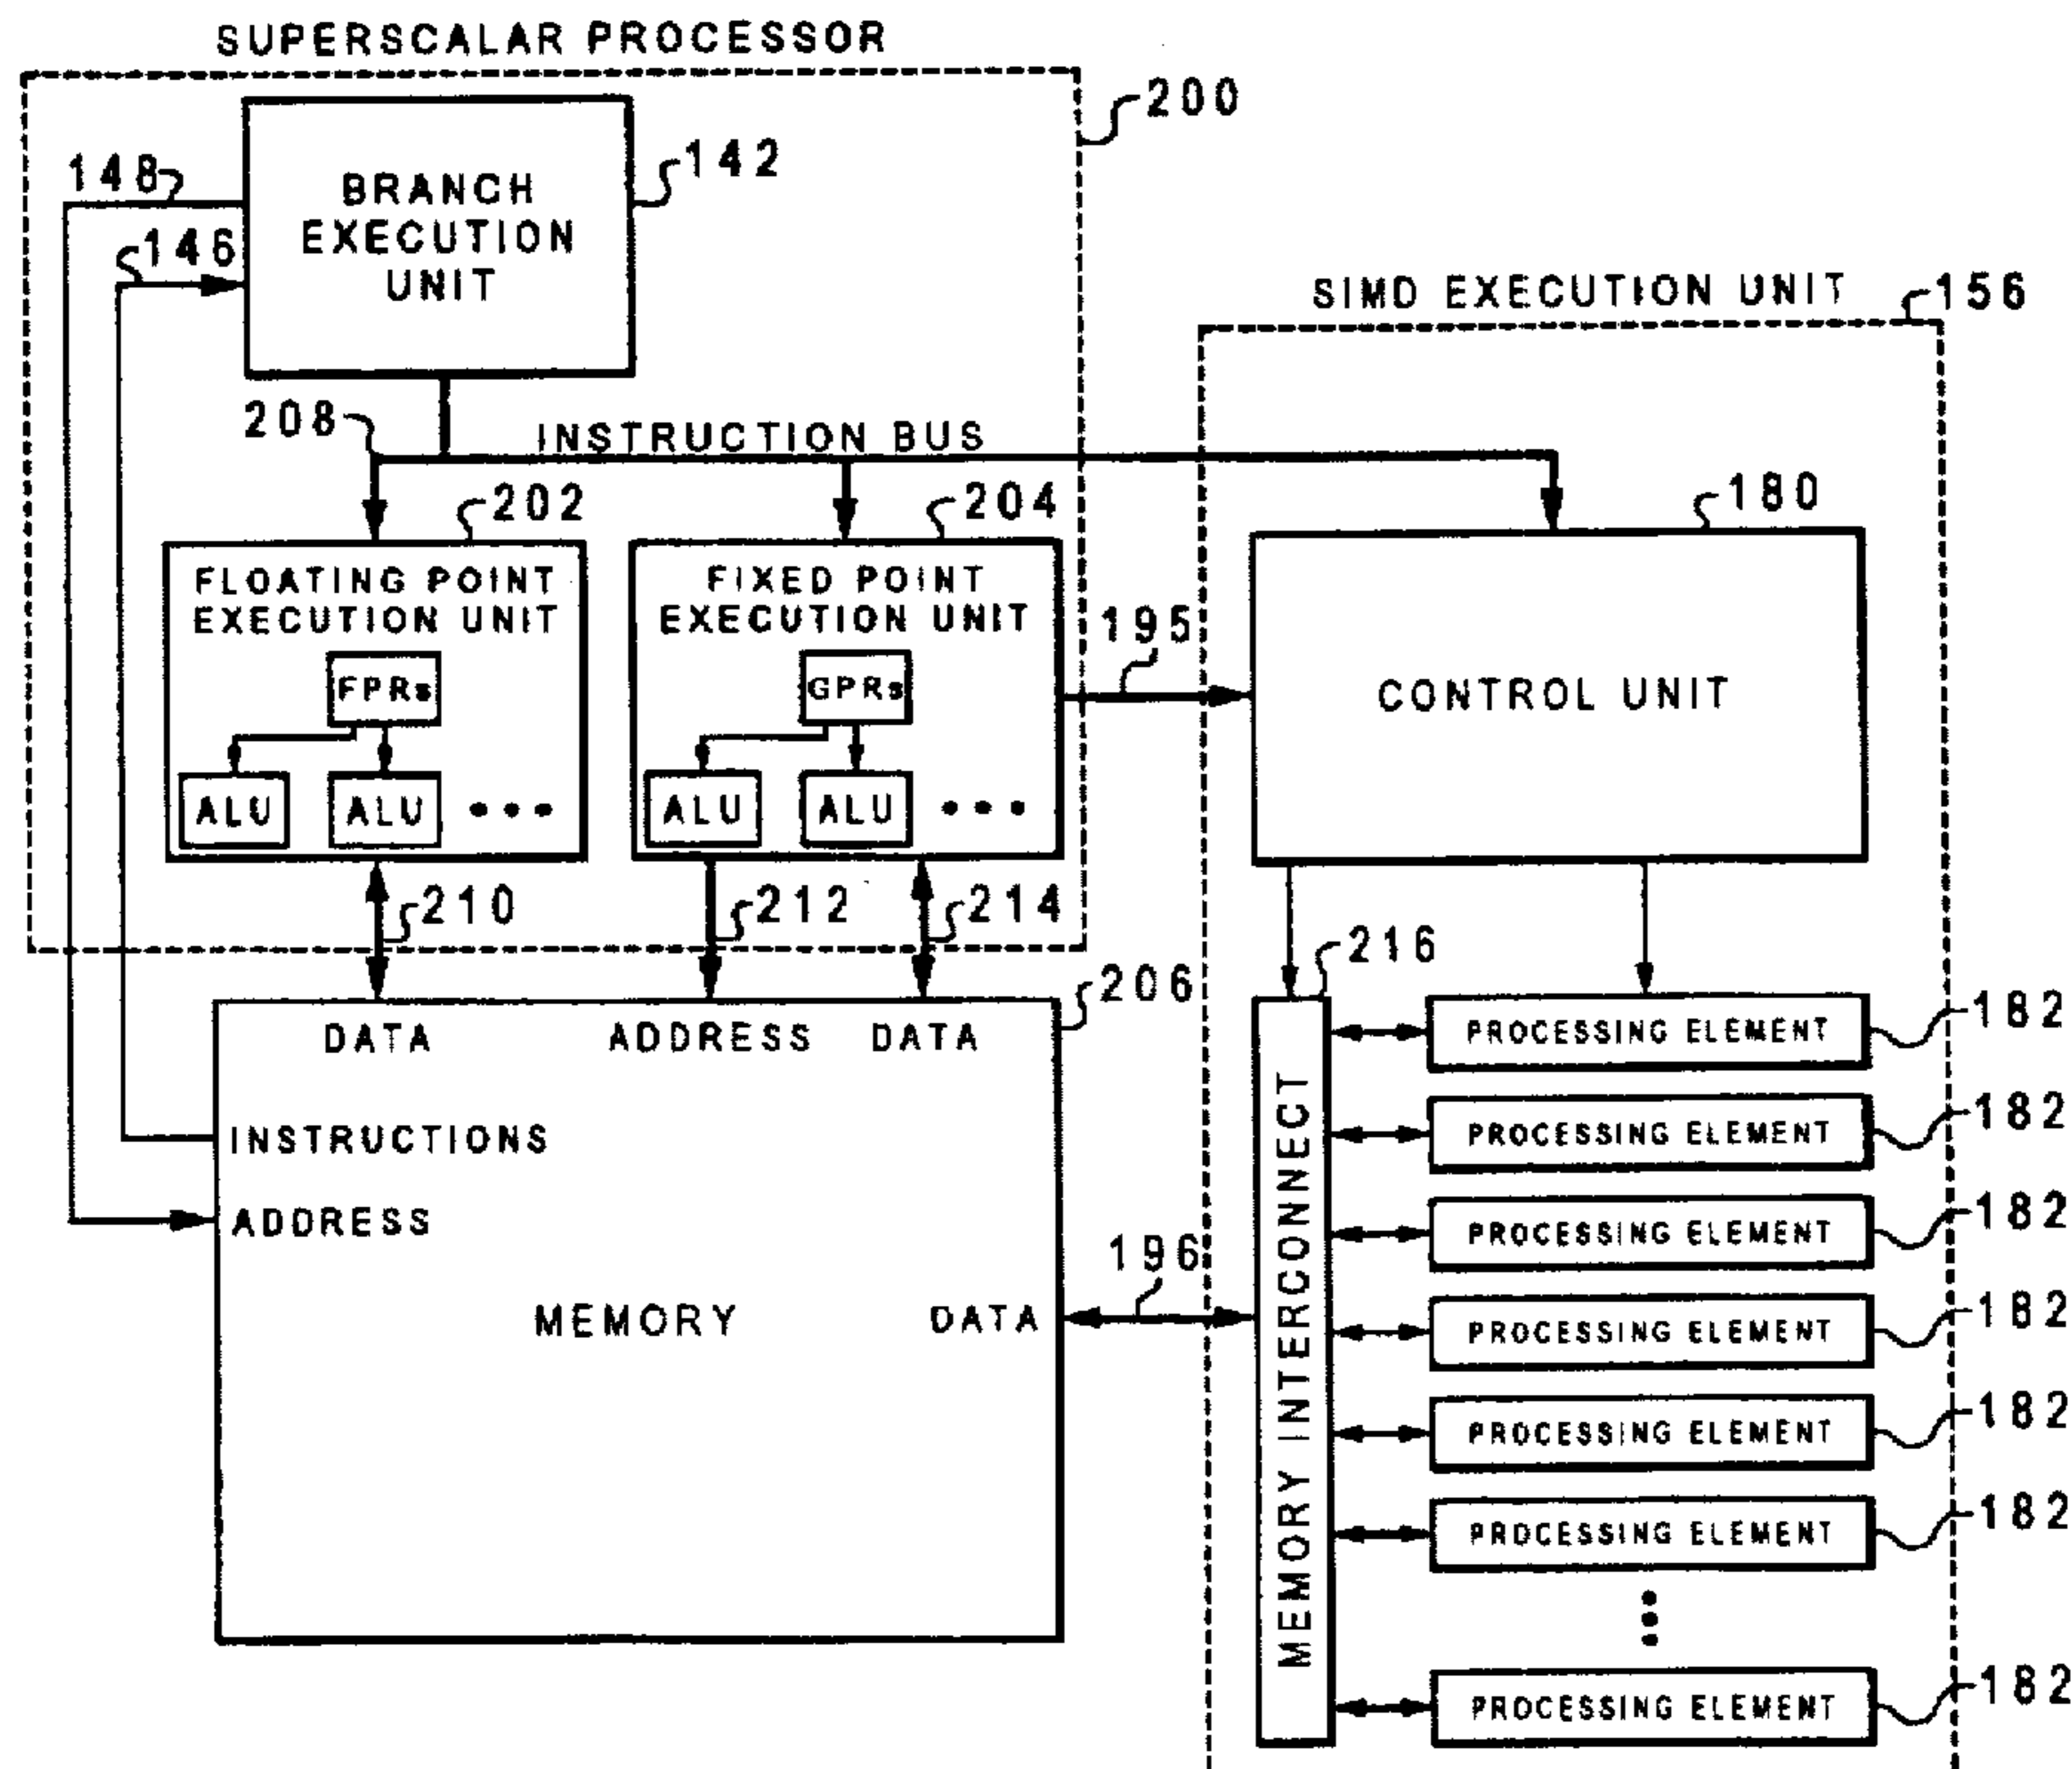 SUPERSCALAR PROCESSOR
200
142
148
BRANCH
EXECUTION
UNIT
146
SIMD EXECUTION UNIT
156
208
INSTRUCTION BUS
202
204
180
FLOATING POINT
EXECUTION UNIT
FIXED POINT
EXECUTION UNIT
195
FPRs
GPRs
CONTROL UNIT
ALU
ALU
•••
ALU
ALU
•••
210
212
214
216
206
DATA
ADDRESS
DATA
PROCESSING ELEMENT
182
INSTRUCTIONS
PROCESSING ELEMENT
182
ADDRESS
PROCESSING ELEMENT
182
196
MEMORY
DATA
MEMORY INTERCONNECT
PROCESSING ELEMENT
182
PROCESSING ELEMENT
182
PROCESSING ELEMENT
182
PROCESSING ELEMENT
182